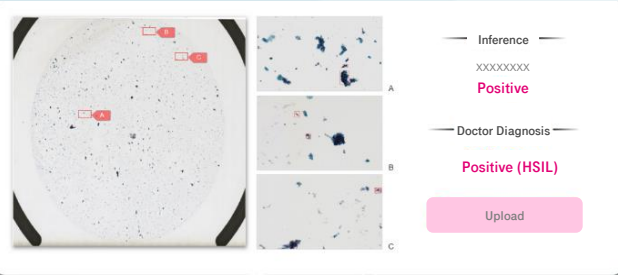 B
C
A
A
B
C
Inference
XXXXXXXX
Positive
Doctor Diagnosis
Positive (HSIL)
Upload